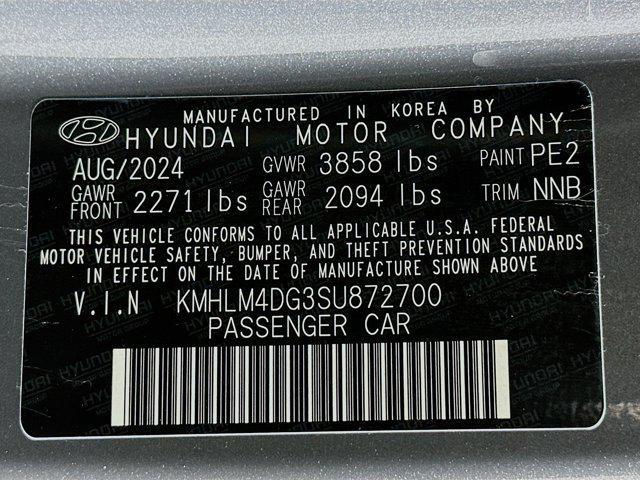 MANUFACTURED IN KOREA BY
HYUNDAI MOTOR COMPANY
AUG/2024 GVWR 3858 lbs PAINT PE2
GAWR FRONT 2271 lbs GAWR REAR 2094 lbs TRIM NNB
THIS VEHICLE CONFORMS TO ALL APPLICABLE U.S.A. FEDERAL
MOTOR VEHICLE SAFETY, BUMPER, AND THEFT PREVENTION STANDARDS
IN EFFECT ON THE DATE OF MANUFACTURE SHOWN ABOVE
V.I.N KMHLM4DG3SU872700
PASSENGER CAR